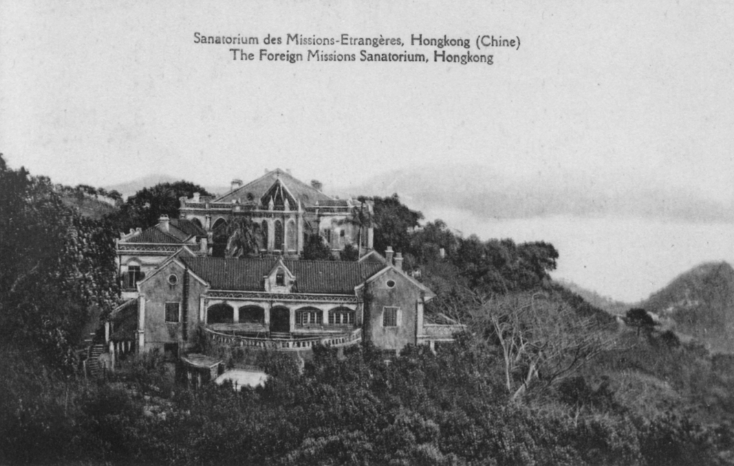 Sanatorium des Missions-Etrangères, Hongkong (Chine)
The Foreign Missions Sanatorium, Hongkong